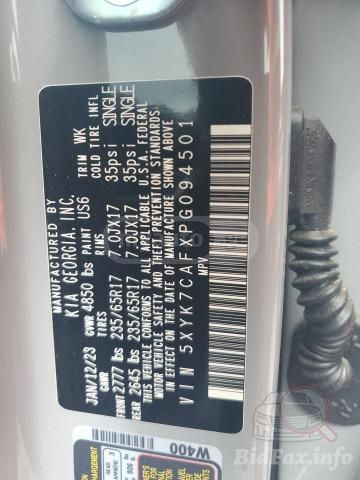 MANUFACTURED BY
KIA GEORGIA, INC.
JAN/12/23 PAINT US6 TRIM WK
GVWR 4850 lbs
GAWR TIRES RIMS COLD TIRE INFL
FRONT 2777 lbs 235/65R17 7.0JX17 35psi SINGLE
REAR 2645 lbs 235/65R17 7.0JX17 35psi SINGLE
THIS VEHICLE CONFORMS TO ALL APPLICABLE U.S.A. FEDERAL
MOTOR VEHICLE SAFETY AND THEFT PREVENTION STANDARDS
IN EFFECT ON THE DATE OF MANUFACTURE SHOWN ABOVE.
VIN 5XYK7CAFXPG094501
MPV
W400
REAR
3
BidFax.info